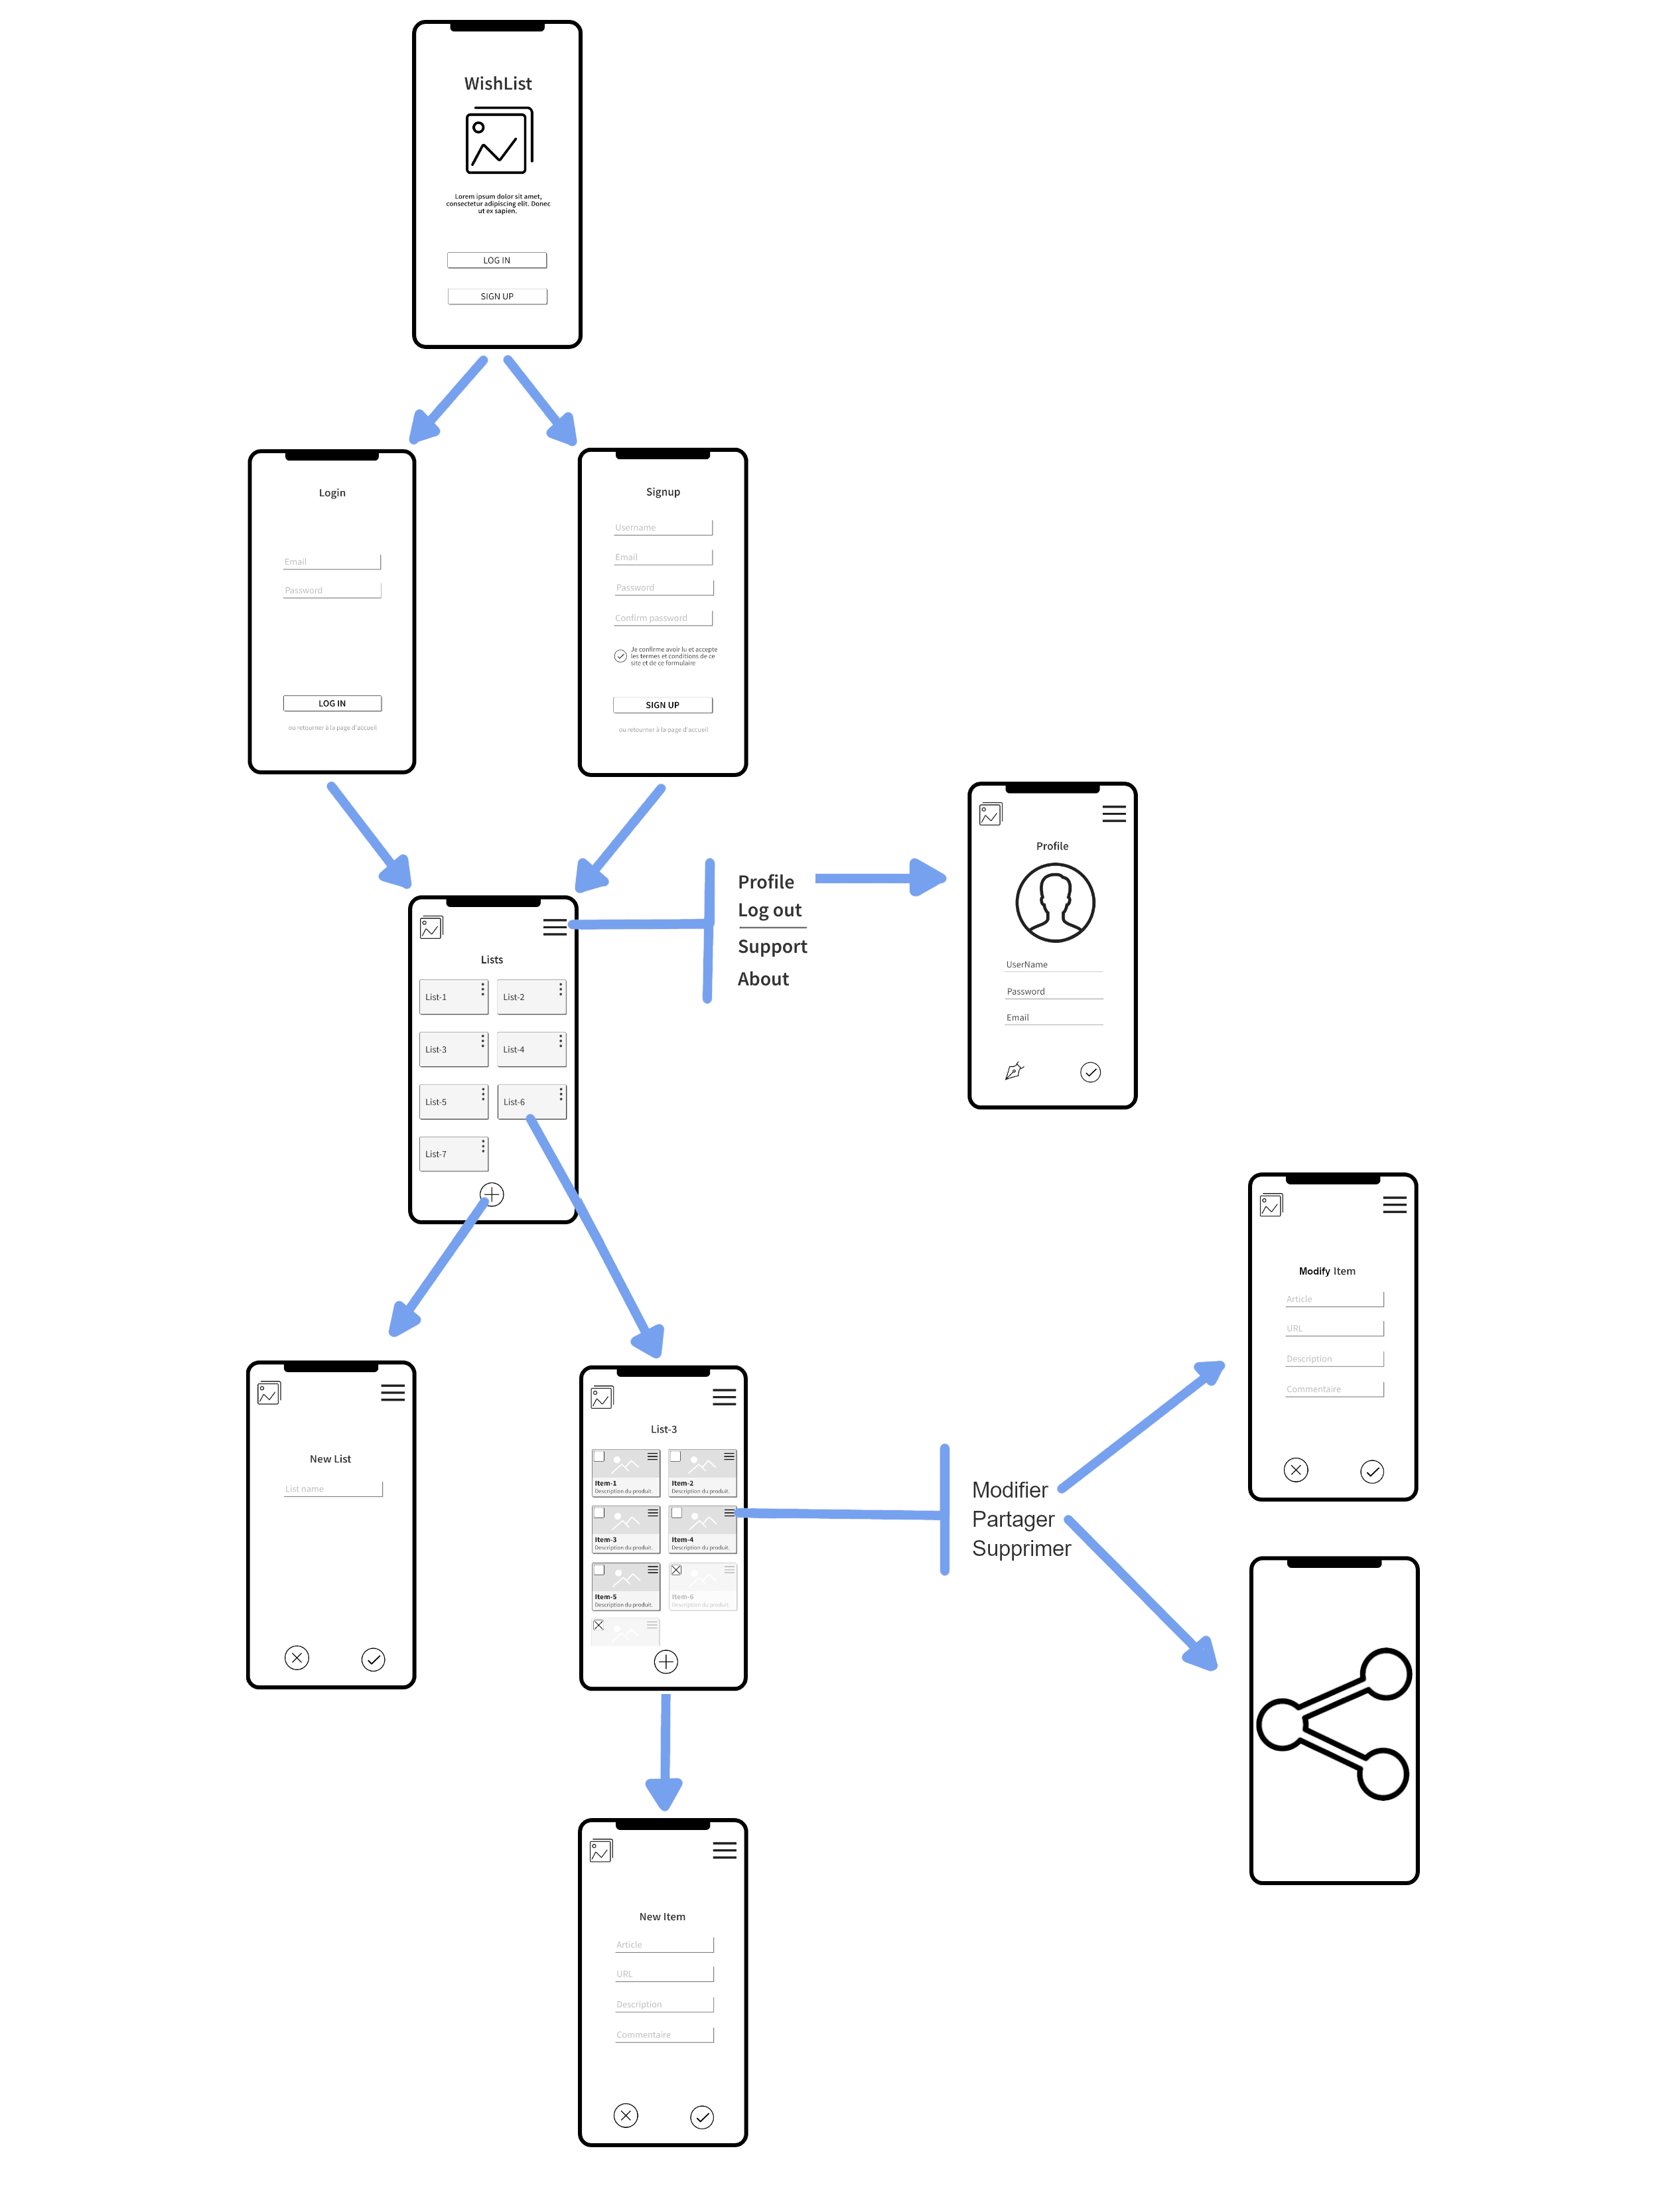 WishList
Lorem ipsum dolor sit amet,
consectetur adipiscing elit. Donec
ut ex sapien.
LOG IN
SIGN UP
Login
Email
Password
LOG IN
ou retourner à la page d'accueil
Signup
Username
Email
Password
Confirm password
Je confirme avoir lu et accepte
les termes et conditions de ce
site et de ce formulaire
SIGN UP
ou retourner à la page d'accueil
Lists
List-1
List-2
List-3
List-4
List-5
List-6
List-7
Profile
Log out
Support
About
Profile
UserName
Password
Email
New List
List name
List-3
Item-1
Description du produit.
Item-2
Description du produit.
Item-3
Description du produit.
Item-4
Description du produit.
Item-5
Description du produit.
Item-6
Description du produit.
Modifier
Partager
Supprimer
Modify Item
Article
URL
Description
Commentaire
New Item
Article
URL
Description
Commentaire